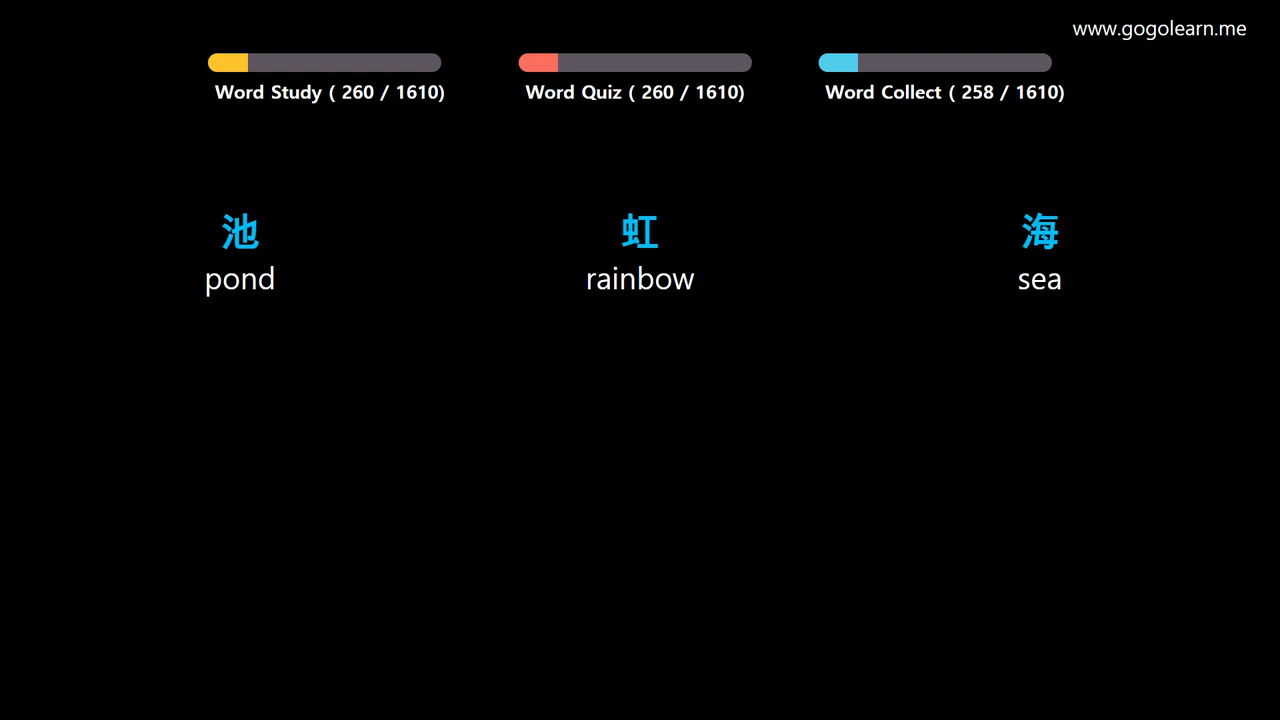 www.gogolearn.me
Word Study ( 260 / 1610)
Word Quiz ( 260 / 1610)
Word Collect ( 258 / 1610)
池
pond
虹
rainbow
海
sea